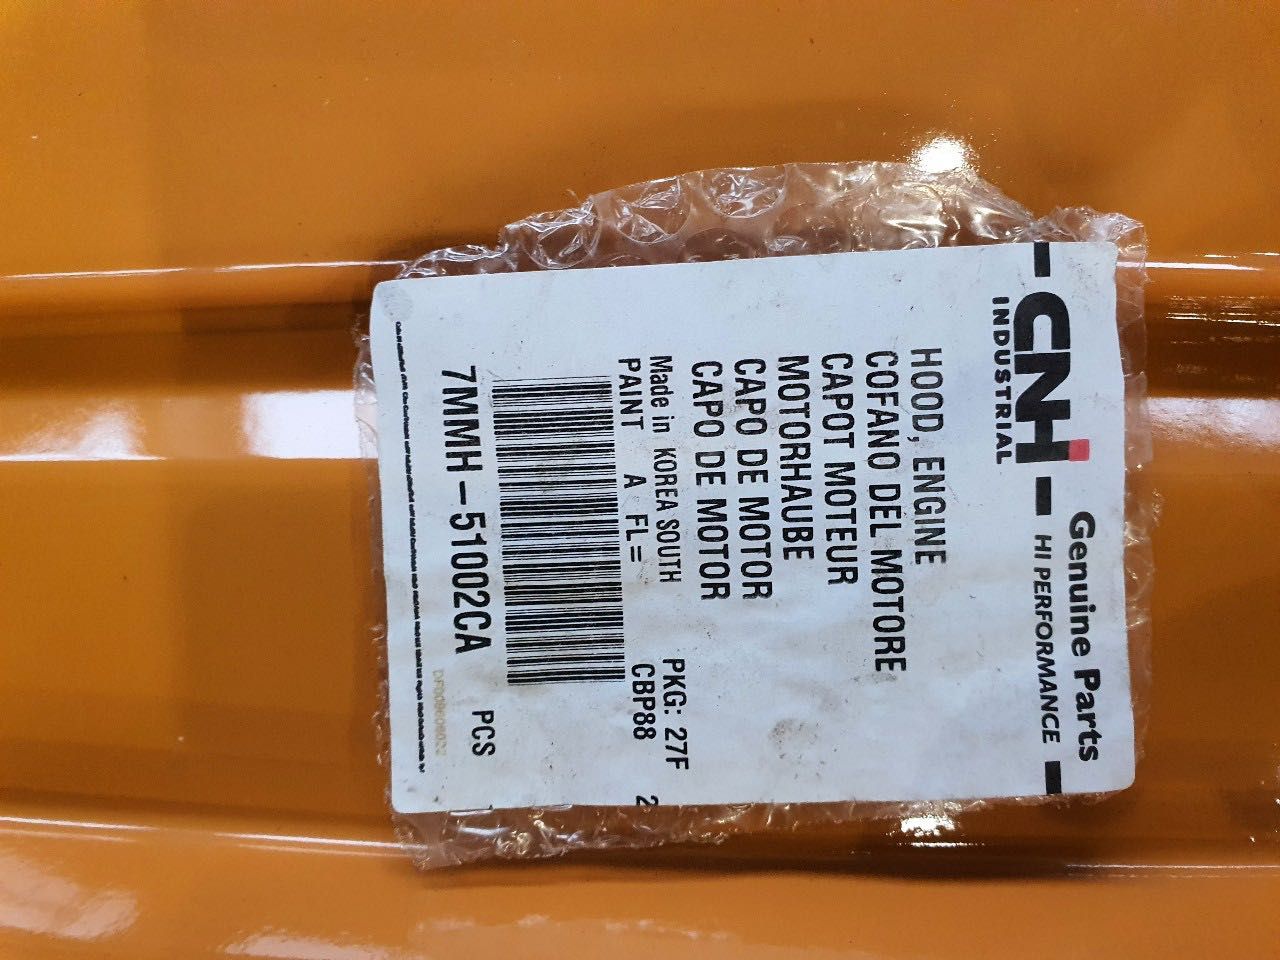 CNH
INDUSTRIAL
Genuine Parts
HI PERFORMANCE
HOOD, ENGINE
COFANO DEL MOTORE
CAPOT MOTEUR
MOTORHAUBE
CAPO DE MOTOR
CAPO DE MOTOR
Made in KOREA SOUTH PKG: 27F
PAINT A FL= CBP88 2
7MMH-51002CA PCS